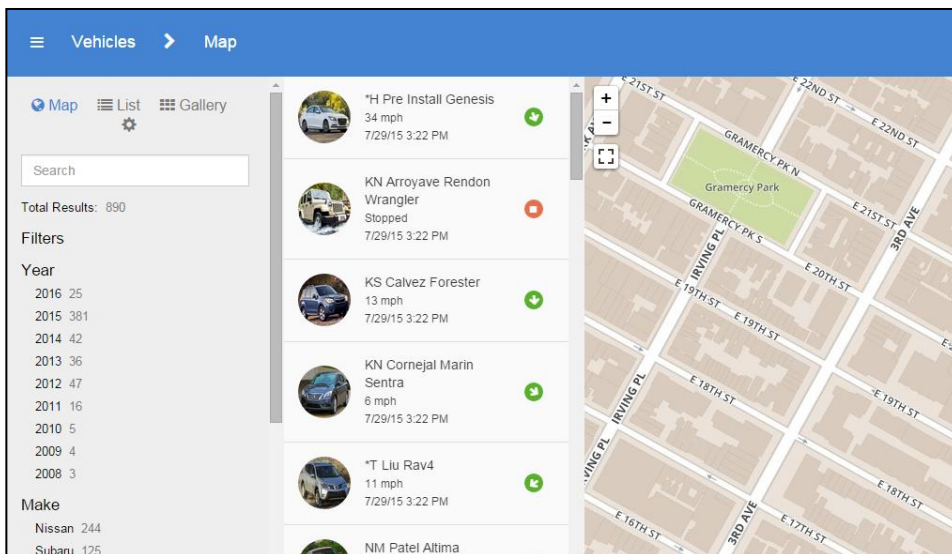 Vehicles
Map
Map
List
Gallery
Search
Total Results: 890
Filters
Year
2016 25
2015 381
2014 42
2013 36
2012 47
2011 16
2010 5
2009 4
2008 3
Make
Nissan 244
Subaru 125
*H Pre Install Genesis
34 mph
7/29/15 3:22 PM
KN Arroyave Rendon
Wrangler
Stopped
7/29/15 3:22 PM
KS Calvez Forester
13 mph
7/29/15 3:22 PM
KN Cornejal Marin
Sentra
6 mph
7/29/15 3:22 PM
*T Liu Rav4
11 mph
7/29/15 3:22 PM
NM Patel Altima
+
−
E 21ST ST
E 22ND ST
E 22ND ST
GRAMERCY PK N
Gramercy Park
GRAMERCY PK S
E 21ST ST
3RD AVE
IRVING PL
E 20TH ST
E 19TH ST
E 19TH ST
E 18TH ST
E 19TH ST
IRVING PL
E 18TH ST
E 16TH ST
3RD AVE
E 17TH ST